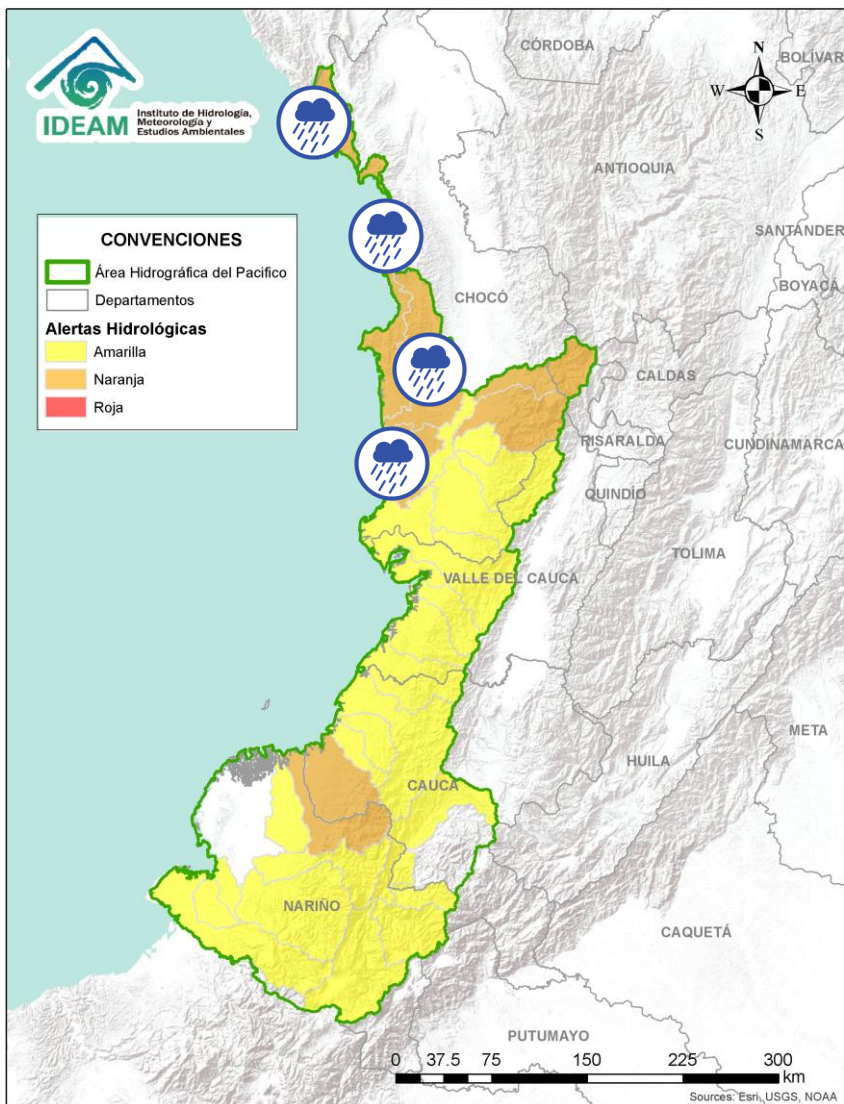 IDEAM
Instituto de Hidrología,
Meteorología y
Estudios Ambientales
CÓRDOBA
BOLÍVAR
N
W
E
S
ANTIOQUIA
SANTANDER
BOYACÁ
CONVENCIONES
Área Hidrográfica del Pacifico
Departamentos
Alertas Hidrológicas
Amarilla
Naranja
Roja
CHOCÓ
CALDAS
RISARALDA
CUNDINAMARCA
QUINDÍO
TOLIMA
VALLE DEL CAUCA
META
HUILA
CAUCA
NARIÑO
CAQUETÁ
PUTUMAYO
0 37.5 75 150 225 300
km
Sources: Esri, USGS, NOAA